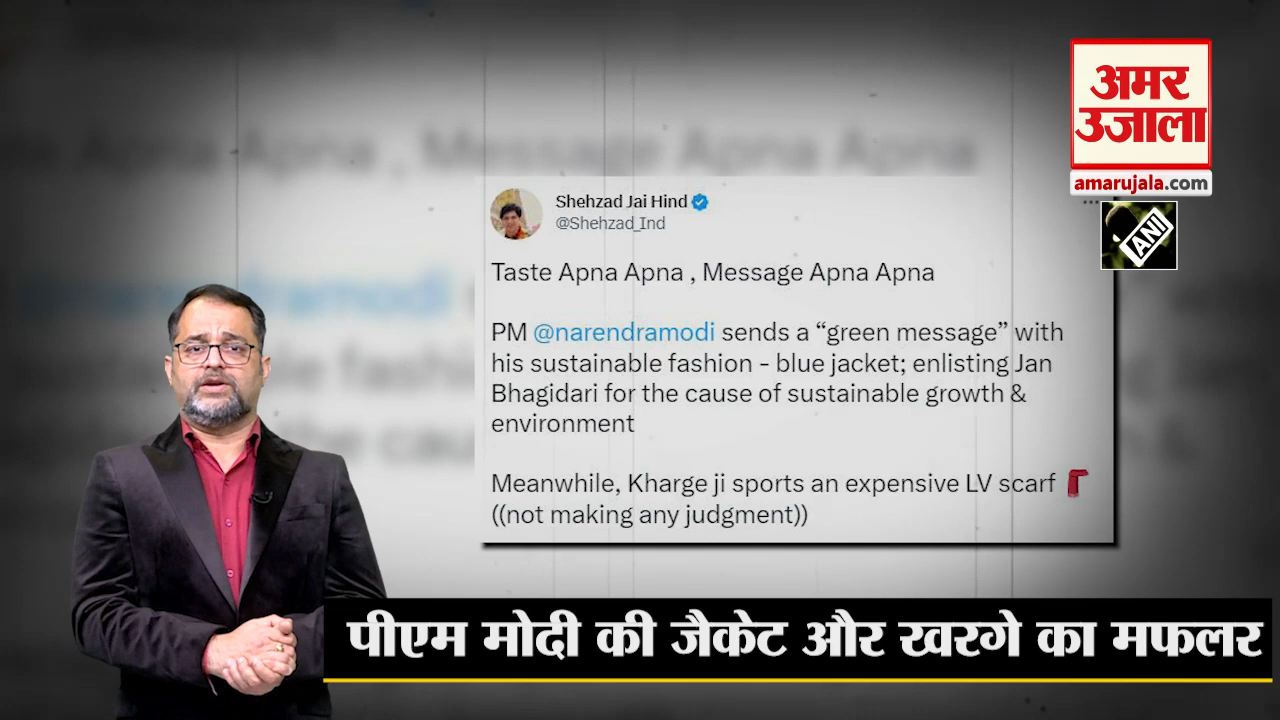 अमर
उजाला
amarujala.com
ANI
Shehzad Jai Hind
@Shehzad_Ind
Taste Apna Apna , Message Apna Apna
PM @narendramodi sends a “green message” with
his sustainable fashion - blue jacket; enlisting Jan
Bhagidari for the cause of sustainable growth &
environment
Meanwhile, Kharge ji sports an expensive LV scarf
((not making any judgment))
पीएम मोदी की जैकेट और खरगे का मफलर